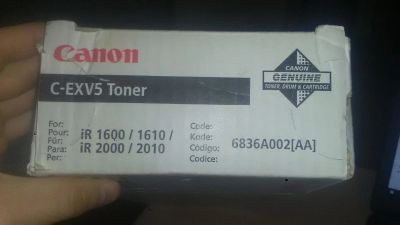 Canon
CANON
GENUINE
TONER, DRUM & CARTRIDGE
C-EXV5 Toner
For:
Pour:
Für:
Para:
Per:
iR 1600 / 1610 /
iR 2000 / 2010
Code:
Kode:
Código:
Codice:
6836A002[AA]